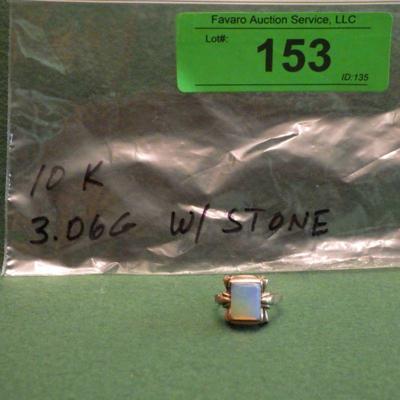 Favaro Auction Service, LLC
Lot#:
153
ID:135
10 K
3.06G W/ STONE